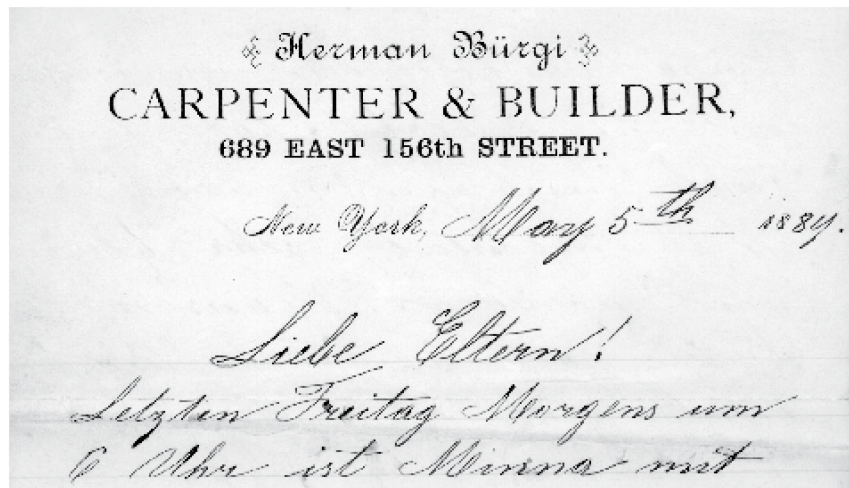 Herman Bürgi
CARPENTER & BUILDER,
689 EAST 156th STREET.
New York, May 5th 1889.
Liebe Eltern!
Letzten Freitag Morgens um
6 Uhr ist Minna mit